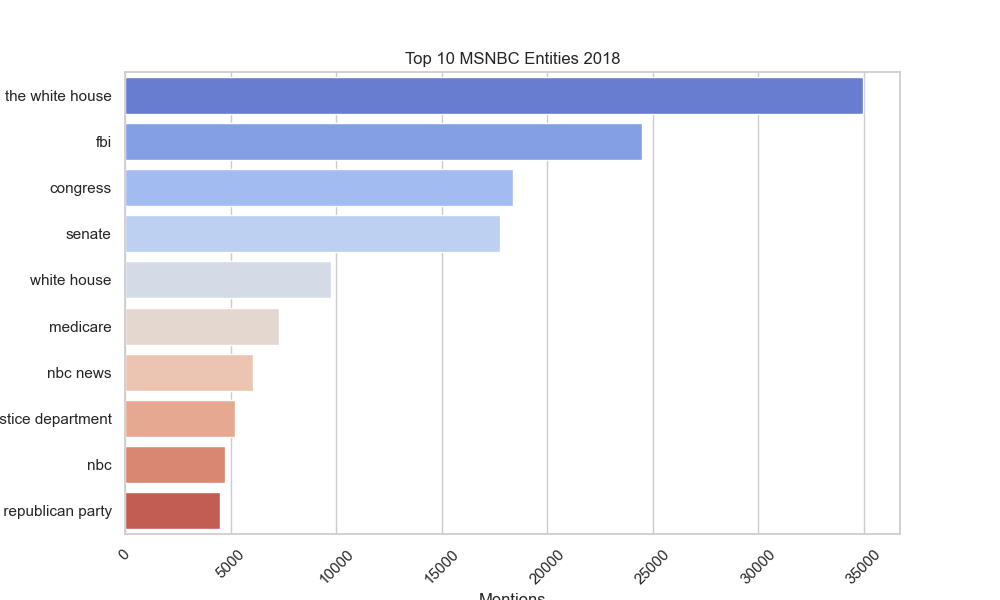 Top 10 MSNBC Entities 2018
the white house
fbi
congress
senate
white house
medicare
nbc news
stice department
nbc
republican party
0
5000
10000
15000
20000
25000
30000
35000
Mentions